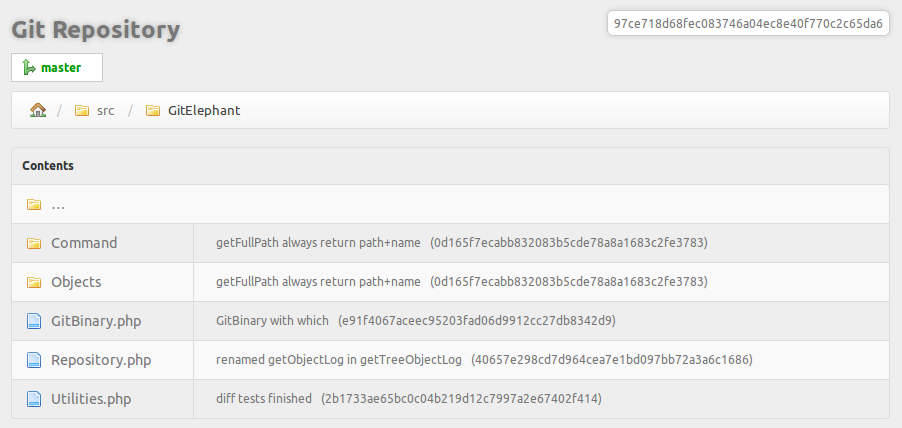 Git Repository
97ce718d68fec083746a04ec8e40f770c2c65da6
master
/ src / GitElephant
Contents
...
Command getFullPath always return path+name (0d165f7ecabb832083b5cde78a8a1683c2fe3783)
Objects getFullPath always return path+name (0d165f7ecabb832083b5cde78a8a1683c2fe3783)
GitBinary.php GitBinary with which (e91f4067aceec95203fad06d9912cc27db8342d9)
Repository.php renamed getObjectLog in getTreeObjectLog (40657e298cd7d964cea7e1bd097bb72a3a6c1686)
Utilities.php diff tests finished (2b1733ae65bc0c04b219d12c7997a2e67402f414)